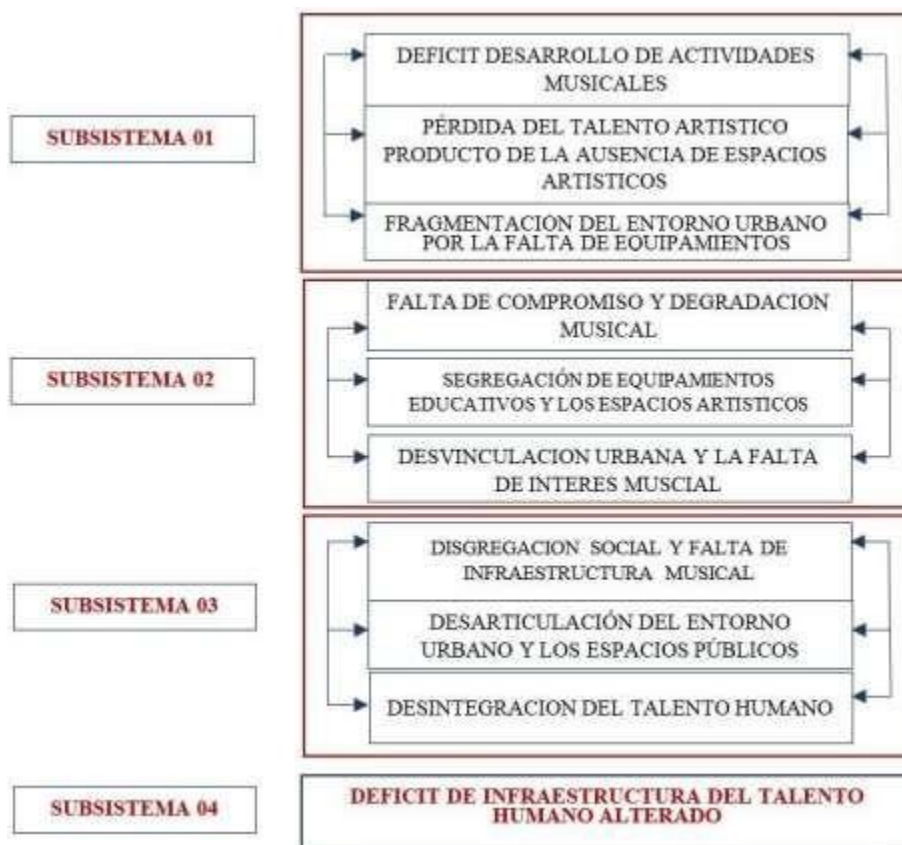 SUBSISTEMA 01
DEFICIT DESARROLLO DE ACTIVIDADES
MUSICALES
PÉRDIDA DEL TALENTO ARTISTICO
PRODUCTO DE LA AUSENCIA DE ESPACIOS
ARTISTICOS
FRAGMENTACIÓN DEL ENTORNO URBANO
POR LA FALTA DE EQUIPAMIENTOS
SUBSISTEMA 02
FALTA DE COMPROMISO Y DEGRADACION
MUSICAL
SEGREGACIÓN DE EQUIPAMIENTOS
EDUCATIVOS Y LOS ESPACIOS ARTISTICOS
DESVINCULACION URBANA Y LA FALTA
DE INTERES MUSCIAL
SUBSISTEMA 03
DISGREGACION SOCIAL Y FALTA DE
INFRAESTRUCTURA MUSICAL
DESARTICULACIÓN DEL ENTORNO
URBANO Y LOS ESPACIOS PÚBLICOS
DESINTEGRACION DEL TALENTO HUMANO
SUBSISTEMA 04
DEFICIT DE INFRAESTRUCTURA DEL TALENTO
HUMANO ALTERADO